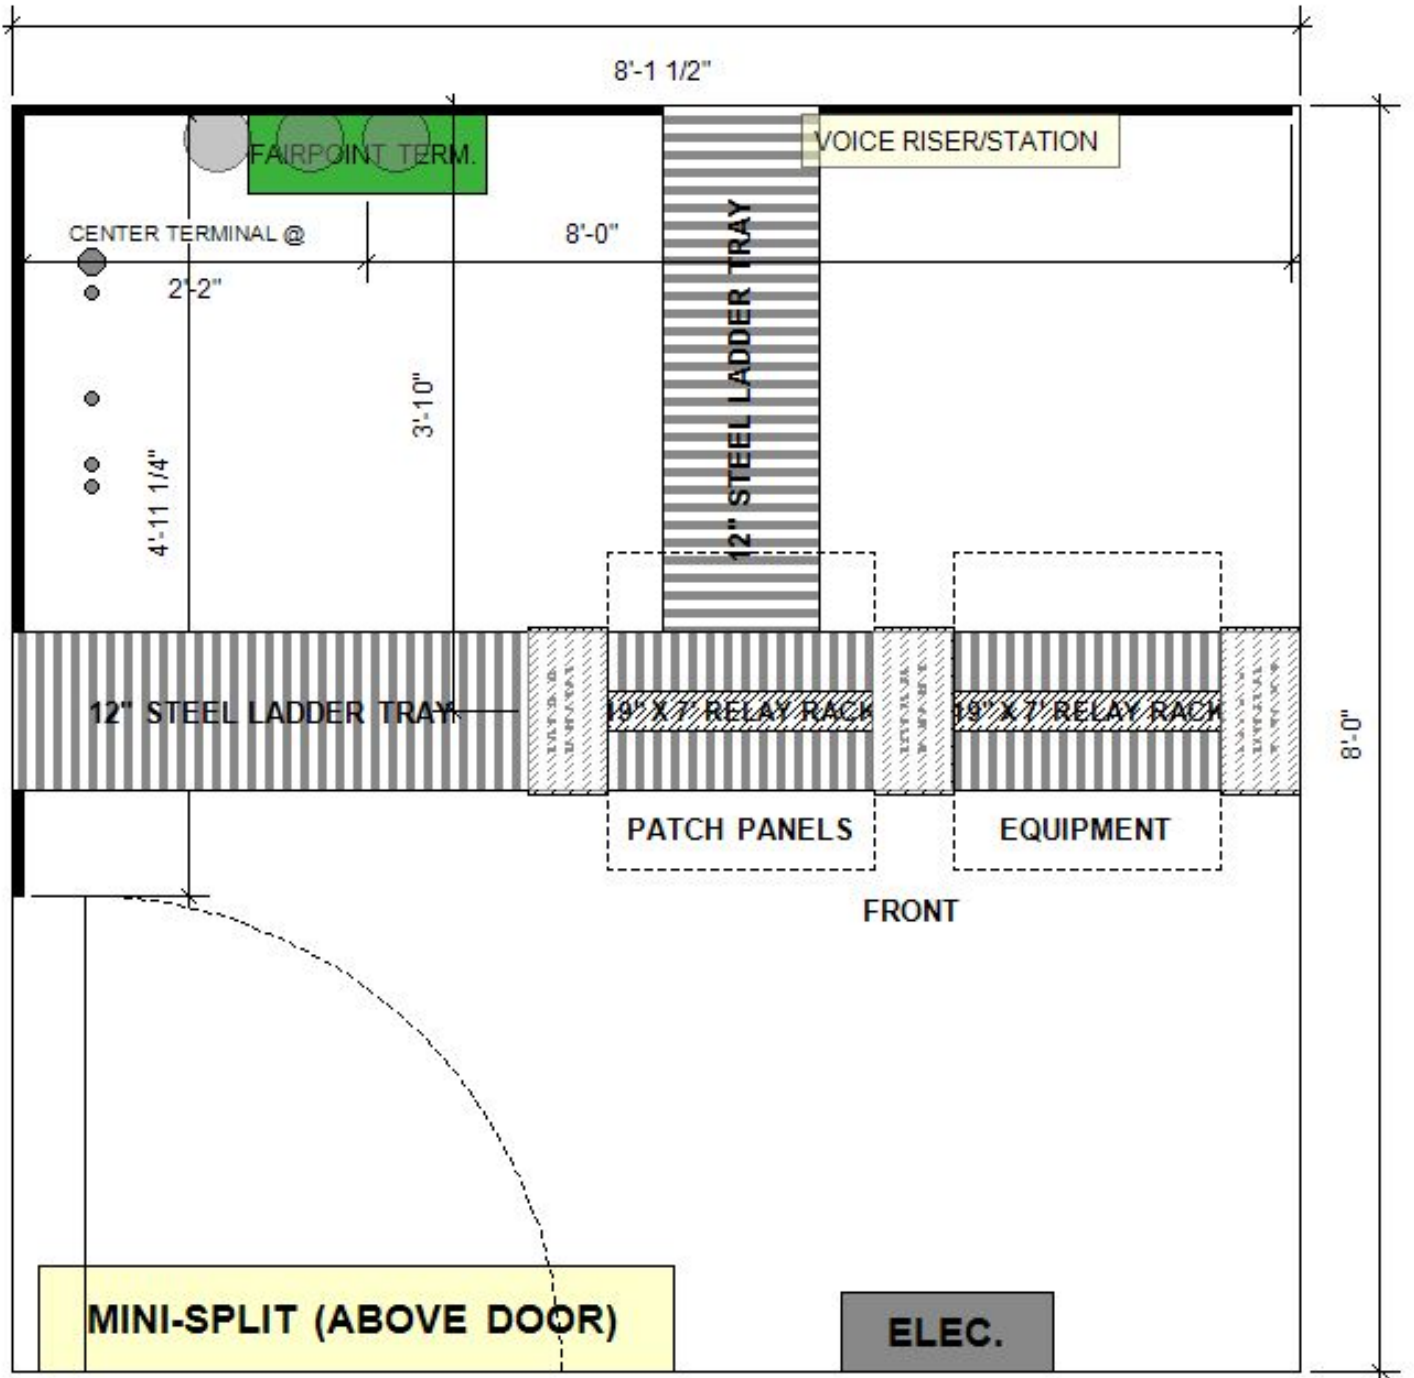 8'-1 1/2"
FAIRPOINT TERM.
VOICE RISER/STATION
CENTER TERMINAL @
2'-2"
8'-0"
12" STEEL LADDER TRAY
3'-10"
4'-11 1/4"
12" STEEL LADDER TRAY
19" X 7' RELAY RACK
19" X 7' RELAY RACK
8'-0"
PATCH PANELS
EQUIPMENT
FRONT
MINI-SPLIT (ABOVE DOOR)
ELEC.